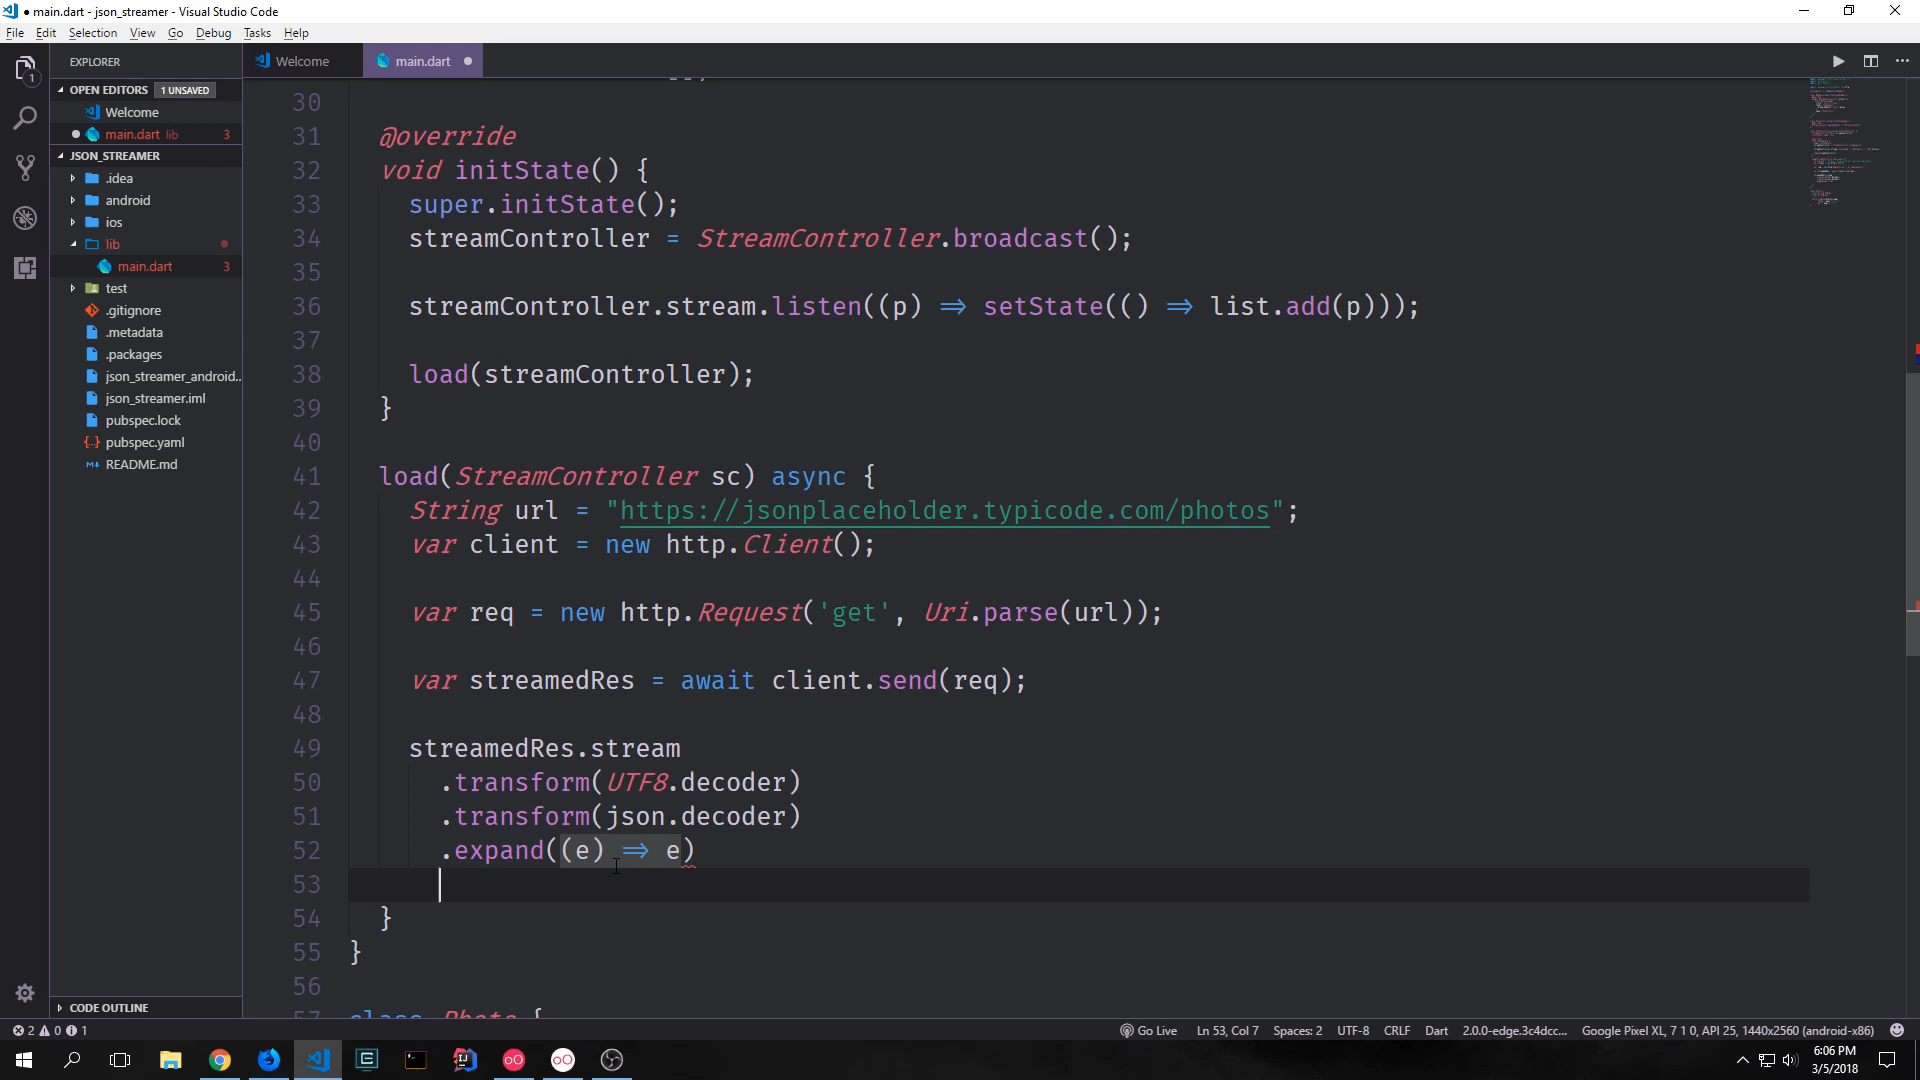 main.dart - json_streamer - Visual Studio Code
File Edit Selection View Go Debug Tasks Help
EXPLORER
Welcome
main.dart
OPEN EDITORS 1 UNSAVED
Welcome
main.dart lib 3
JSON_STREAMER
.idea
android
ios
lib
main.dart 3
test
.gitignore
.metadata
.packages
json_streamer_android..
json_streamer.iml
pubspec.lock
pubspec.yaml
README.md
CODE OUTLINE
1
30
31 @override
32 void initState() {
33 super.initState();
34 streamController = StreamController.broadcast();
35
36 streamController.stream.listen((p) => setState(() => list.add(p)));
37
38 load(streamController);
39 }
40
41 load(StreamController sc) async {
42 String url = "https://jsonplaceholder.typicode.com/photos";
43 var client = new http.Client();
44
45 var req = new http.Request('get', Uri.parse(url));
46
47 var streamedRes = await client.send(req);
48
49 streamedRes.stream
50 .transform(UTF8.decoder)
51 .transform(json.decoder)
52 .expand((e) => e)
53
54 }
55 }
56
57 class Photo {
2 0 1
Go Live Ln 53, Col 7 Spaces: 2 UTF-8 CRLF Dart 2.0.0-edge.3c4dcc... Google Pixel XL, 7 1 0, API 25, 1440x2560 (android-x86)
6:06 PM
3/5/2018